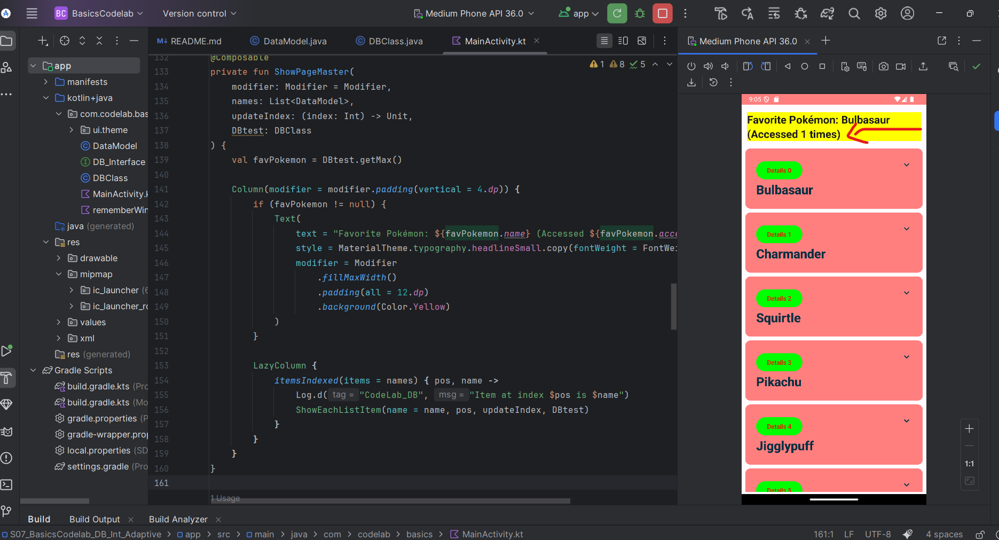 BC BasicsCodelab
Version control
Medium Phone API 36.0
app
README.md
DataModel.java
DBClass.java
MainActivity.kt
Medium Phone API 36.0
app
manifests
kotlin+java
com.codelab.bas
ui.theme
DataModel
DB_Interface
DBClass
MainActivity.k
rememberWin
java (generated)
res
drawable
mipmap
ic_launcher (6
ic_launcher_ro
values
xml
res (generated)
Gradle Scripts
build.gradle.kts (Pro
build.gradle.kts (Mo
gradle.properties (P
gradle-wrapper.prop
local.properties (SD
settings.gradle (Pro
1 8 5
132 @Composable
133 private fun ShowPageMaster(
134 modifier: Modifier = Modifier,
135 names: List<DataModel>,
136 updateIndex: (index: Int) -> Unit,
137 DBtest: DBClass
138 ) {
139 val favPokemon = DBtest.getMax()
140
141 Column(modifier = modifier.padding(vertical = 4.dp)) {
142 if (favPokemon != null) {
143 Text(
144 text = "Favorite Pokémon: ${favPokemon.name} (Accessed ${favPokemon.acce
145 style = MaterialTheme.typography.headlineSmall.copy(fontWeight = FontWei
146 modifier = Modifier
147 .fillMaxWidth()
148 .padding(all = 12.dp)
149 .background(Color.Yellow)
150 )
151 }
152
153 LazyColumn {
154 itemsIndexed(items = names) { pos, name ->
155 Log.d( tag = "CodeLab_DB", msg = "Item at index $pos is $name")
156 ShowEachListItem(name = name, pos, updateIndex, DBtest)
157 }
158 }
159 }
160 }
161
1 Usage
9:05
Favorite Pokémon: Bulbasaur
(Accessed 1 times)
Details 0
Bulbasaur
Details 1
Charmander
Details 2
Squirtle
Details 3
Pikachu
Details 4
Jigglypuff
Details 5
1:1
Build
Build Output
Build Analyzer
S07_BasicsCodelab_DB_Int_Adaptive > app > src > main > java > com > codelab > basics > MainActivity.kt
161:1 LF UTF-8 4 spaces